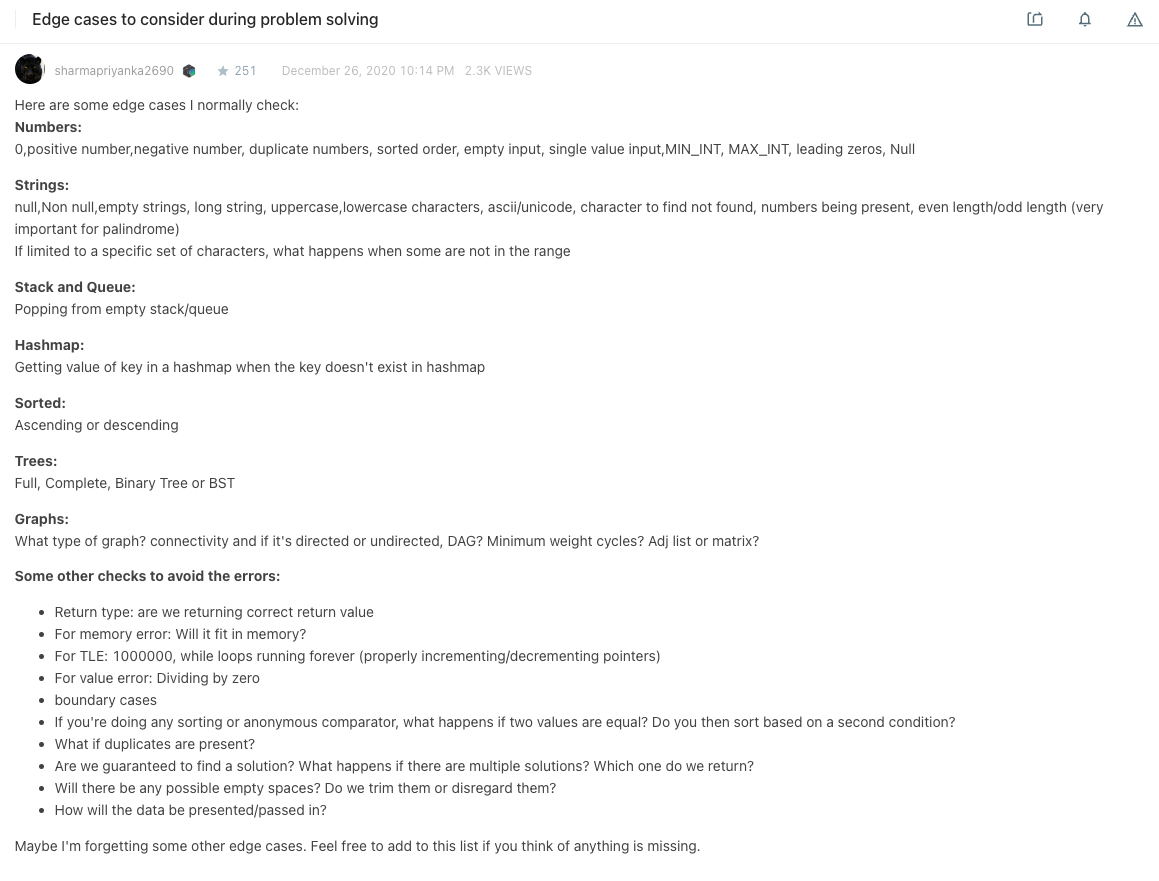 Edge cases to consider during problem solving
sharmapriyanka2690 251 December 26, 2020 10:14 PM 2.3K VIEWS
Here are some edge cases I normally check:
Numbers:
0,positive number,negative number, duplicate numbers, sorted order, empty input, single value input,MIN_INT, MAX_INT, leading zeros, Null
Strings:
null,Non null,empty strings, long string, uppercase,lowercase characters, ascii/unicode, character to find not found, numbers being present, even length/odd length (very
important for palindrome)
If limited to a specific set of characters, what happens when some are not in the range
Stack and Queue:
Popping from empty stack/queue
Hashmap:
Getting value of key in a hashmap when the key doesn't exist in hashmap
Sorted:
Ascending or descending
Trees:
Full, Complete, Binary Tree or BST
Graphs:
What type of graph? connectivity and if it's directed or undirected, DAG? Minimum weight cycles? Adj list or matrix?
Some other checks to avoid the errors:
• Return type: are we returning correct return value
• For memory error: Will it fit in memory?
• For TLE: 1000000, while loops running forever (properly incrementing/decrementing pointers)
• For value error: Dividing by zero
• boundary cases
• If you're doing any sorting or anonymous comparator, what happens if two values are equal? Do you then sort based on a second condition?
• What if duplicates are present?
• Are we guaranteed to find a solution? What happens if there are multiple solutions? Which one do we return?
• Will there be any possible empty spaces? Do we trim them or disregard them?
• How will the data be presented/passed in?
Maybe I'm forgetting some other edge cases. Feel free to add to this list if you think of anything is missing.